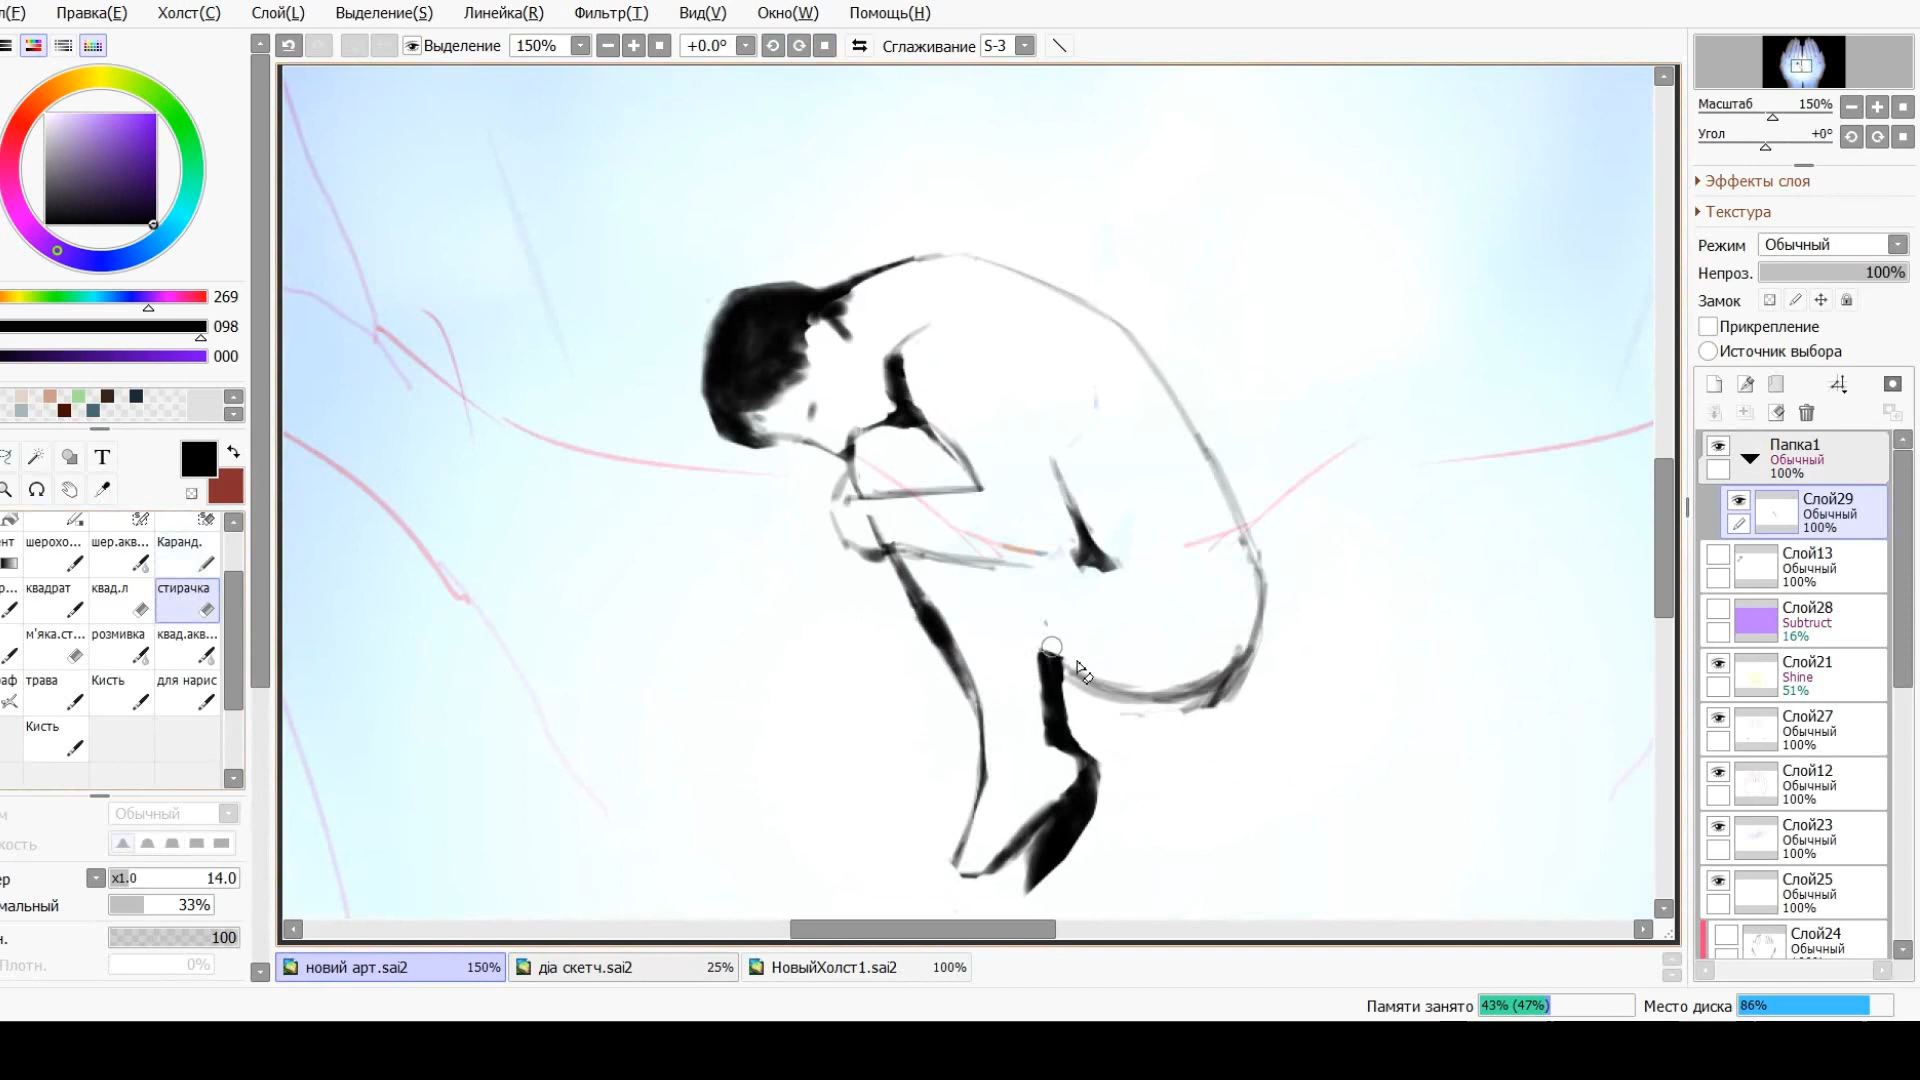 л(F) Правка(E) Холст(C) Слой(L) Выделение(S) Линейка(R) Фильтр(T) Вид(V) Окно(W) Помощь(H)
Выделение 150% +0.0° Сглаживание S-3
Масштаб 150%
Угол +0°
Эффекты слоя
Текстура
Режим Обычный
Непроз. 100%
Замок
Прикрепление
Источник выбора
269
098
000
T
ент шерохо... шер.акв... Каранд.
р... квадрат квад.л стирачка
м'яка.ст... розмивка квад.акв...
аф трава Кисть для нарис
Кисть
м Обычный
кость
ер x1.0 14.0
мальный 33%
н. 100
Плотн. 0%
Папка1
Обычный
100%
Слой29
Обычный
100%
Слой13
Обычный
100%
Слой28
Subtruct
16%
Слой21
Shine
51%
Слой27
Обычный
100%
Слой12
Обычный
100%
Слой23
Обычный
100%
Слой25
Обычный
100%
Слой24
Обычный
новий арт.sai2 150% діа скетч.sai2 25% НовыйХолст1.sai2 100%
Памяти занято 43% (47%) Место диска 86%